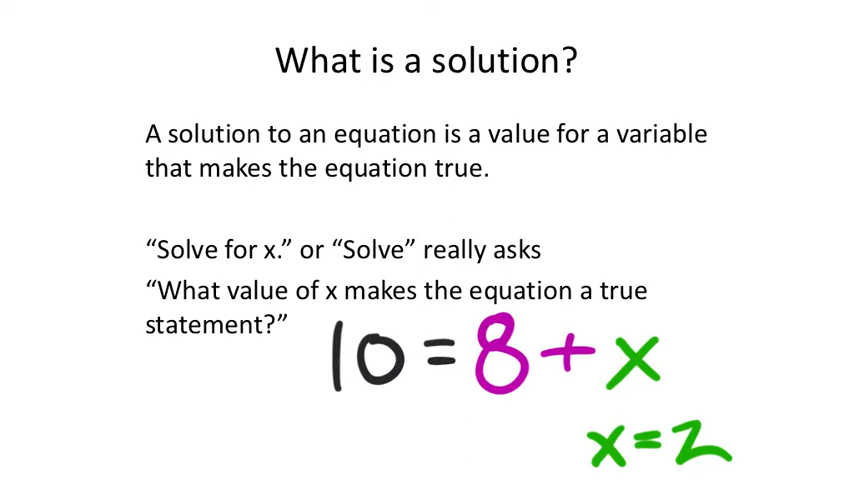 What is a solution?
A solution to an equation is a value for a variable
that makes the equation true.
“Solve for x.” or “Solve” really asks
“What value of x makes the equation a true
statement?”
10 = 8 + x
x = 2